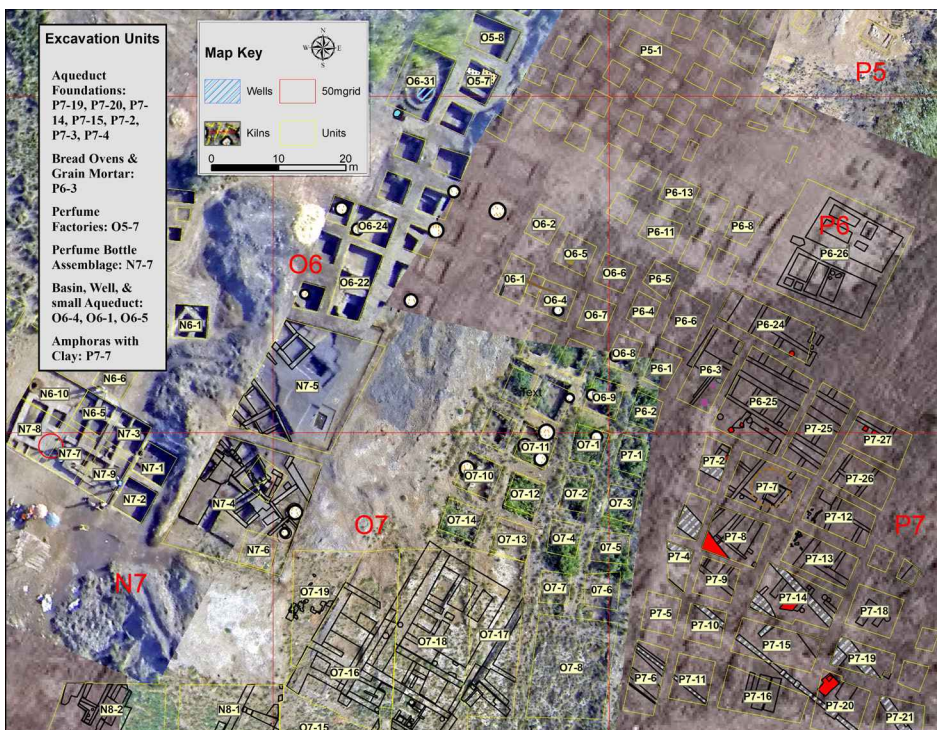 Excavation Units
Aqueduct
Foundations:
P7-19, P7-20, P7-
14, P7-15, P7-2,
P7-3, P7-4
Bread Ovens &
Grain Mortar:
P6-3
Perfume
Factories: O5-7
Perfume Bottle
Assemblage: N7-7
Basin, Well, &
small Aqueduct:
O6-4, O6-1, O6-5
Amphoras with
Clay: P7-7
Map Key
N
W E
S
Wells
50mgrid
Kilns
Units
0 10 20
m
O5-8
P5-1
P5
O6-31
O5-7
P6-13
O6-24
O6-2
P6-11
P6-8
P6
O6-5
P6-26
O6
06-1
O6-6
P6-5
O6-22
O6-4
O6-7
P6-4
P6-6
P6-24
N6-1
O6-8
P6-1
P6-3
N6-6
N7-5
N6-10
Text
O6-9
P6-2
P6-25
N6-5
N7-8
N7-3
P7-25
P7-27
N7-7
O7-11
O7-1
P7-1
P7-2
N7-9
N7-1
O7-10
P7-26
P7-7
N7-2
N7-4
O7-12
O7-2
O7-3
O7-14
P7-12
O7
P7
P7-8
O7-13
O7-4
07-5
N7-6
P7-4
P7-13
N7
P7-9
O7-19
O7-7
07-6
P7-14
P7-5
P7-18
P7-10
O7-18
O7-17
P7-15
O7-16
O7-8
P7-19
P7-6
P7-11
P7-16
P7-20
N8-2
N8-1
P7-21
O7-15